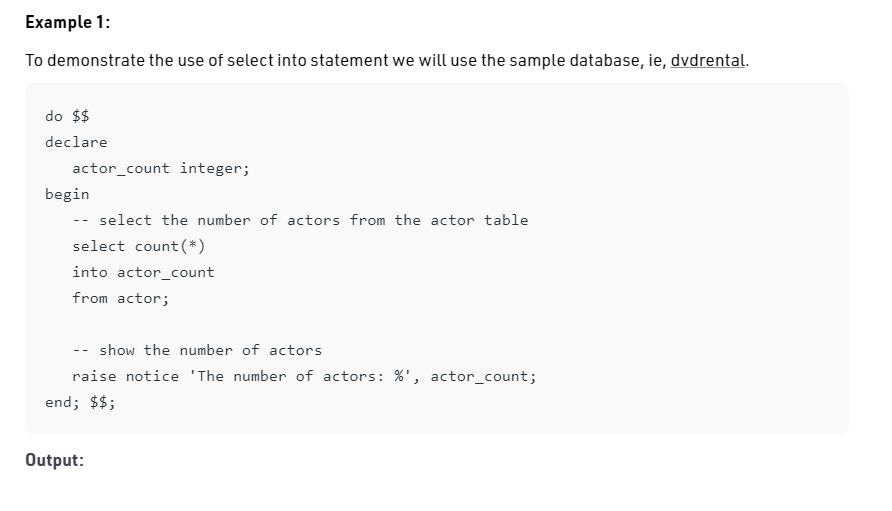 Example 1:
To demonstrate the use of select into statement we will use the sample database, ie, dvdrental.
do $$
declare
   actor_count integer;
begin
   -- select the number of actors from the actor table
   select count(*)
   into actor_count
   from actor;
   -- show the number of actors
   raise notice 'The number of actors: %', actor_count;
end; $$;
Output: